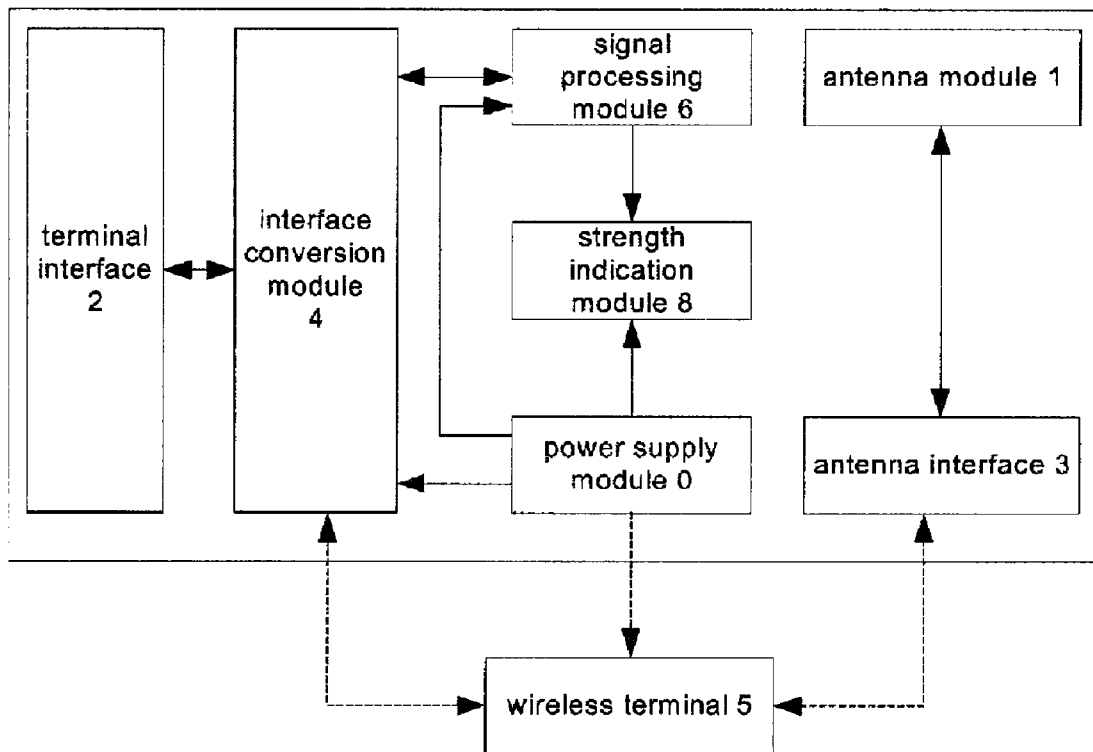 signal
processing
module 6
antenna module 1
terminal
interface
2
interface
conversion
module
4
strength
indication
module 8
power supply
module 0
antenna interface 3
wireless terminal 5